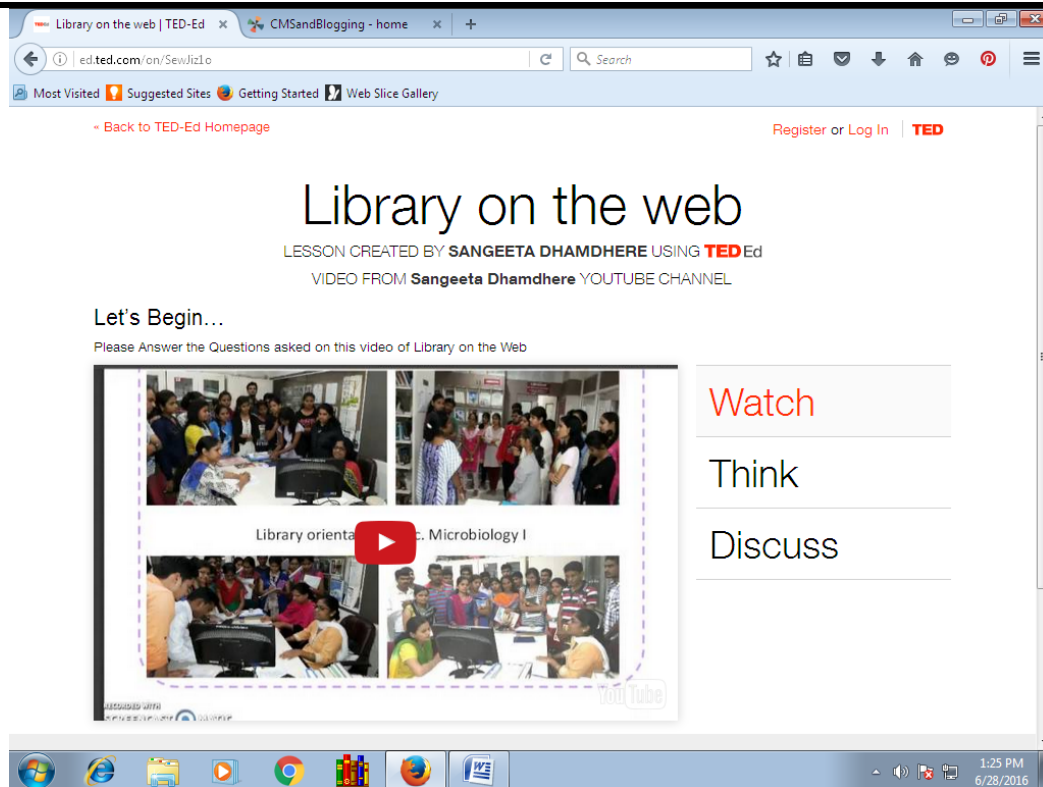 Library on the web | TED-Ed
CMSandBlogging - home
ed.ted.com/on/SewJiz1o
Search
Most Visited Suggested Sites Getting Started Web Slice Gallery
« Back to TED-Ed Homepage
Register or Log In TED
Library on the web
LESSON CREATED BY SANGEETA DHAMDHERE USING TED Ed
VIDEO FROM Sangeeta Dhamdhere YOUTUBE CHANNEL
Let's Begin...
Please Answer the Questions asked on this video of Library on the Web
Watch
Think
Discuss
Library orienta c. Microbiology I
YouTube
RECORDED WITH
1:25 PM
6/28/2016